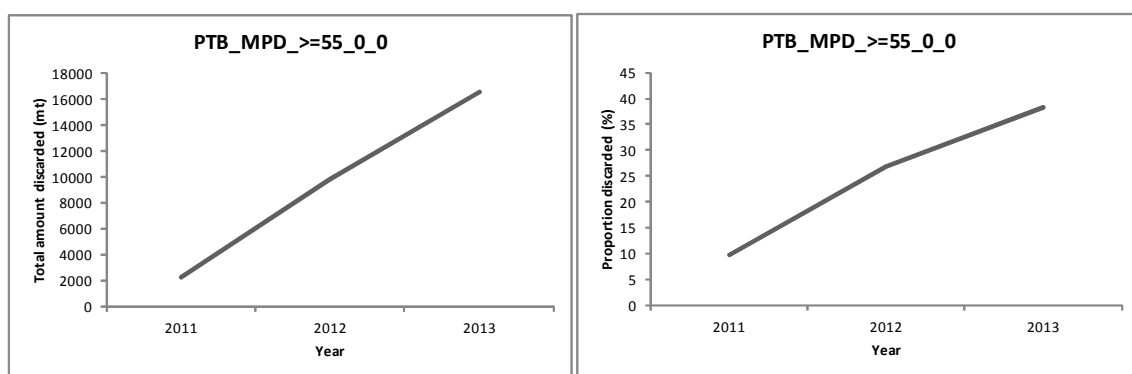 PTB_MPD_>=55_0_0
Total amount discarded (mt)
18000
16000
14000
12000
10000
8000
6000
4000
2000
0
2011 2012 2013
Year
PTB_MPD_>=55_0_0
Proportion discarded (%)
45
40
35
30
25
20
15
10
5
0
2011 2012 2013
Year